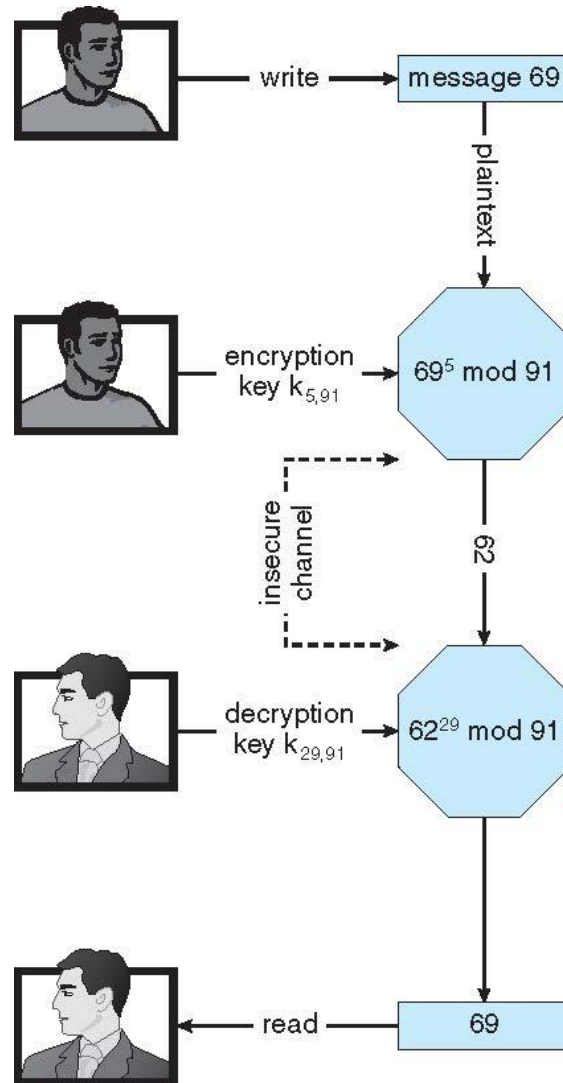 write
message 69
plaintext
encryption
key k₅,₉₁
69⁵ mod 91
insecure
channel
62
decryption
key k₂₉,₉₁
62²⁹ mod 91
read
69